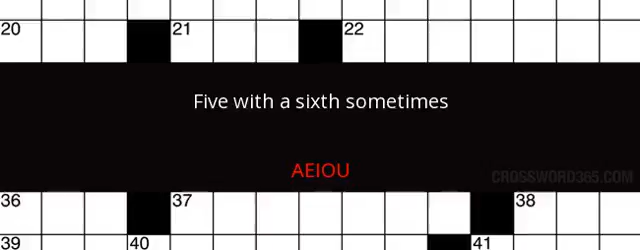 20 21 22
Five with a sixth sometimes
AEIOU
CROSSWORD365.COM
36 37 38
39 40 41